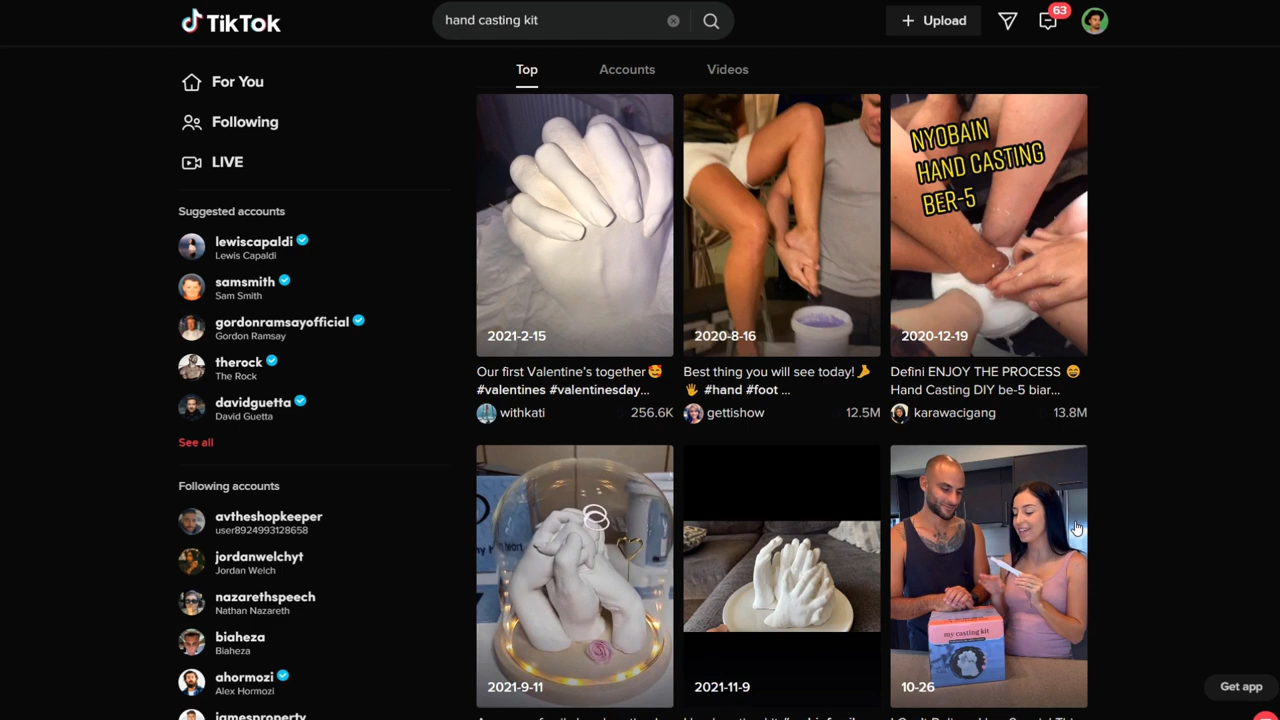 TikTok
hand casting kit
Upload
63
For You
Following
LIVE
Suggested accounts
lewiscapaldi
Lewis Capaldi
samsmith
Sam Smith
gordonramsayofficial
Gordon Ramsay
therock
The Rock
davidguetta
David Guetta
See all
Following accounts
avtheshopkeeper
user8924993128658
jordanwelchyt
Jordan Welch
nazarethspeech
Nathan Nazareth
biaheza
Biaheza
ahormozi
Alex Hormozi
jamesproperty
Top Accounts Videos
2021-2-15
Our first Valentine's together 🥰
#valentines #valentinesday...
withkati 256.6K
2020-8-16
Best thing you will see today! 🦶
🖐 #hand #foot ...
gettishow 12.5M
NYOBAIN
HAND CASTING
BER-5
2020-12-19
Defini ENJOY THE PROCESS 😄
Hand Casting DIY be-5 biar...
karawacigang 13.8M
2021-9-11
2021-11-9
my casting kit
10-26
Get app